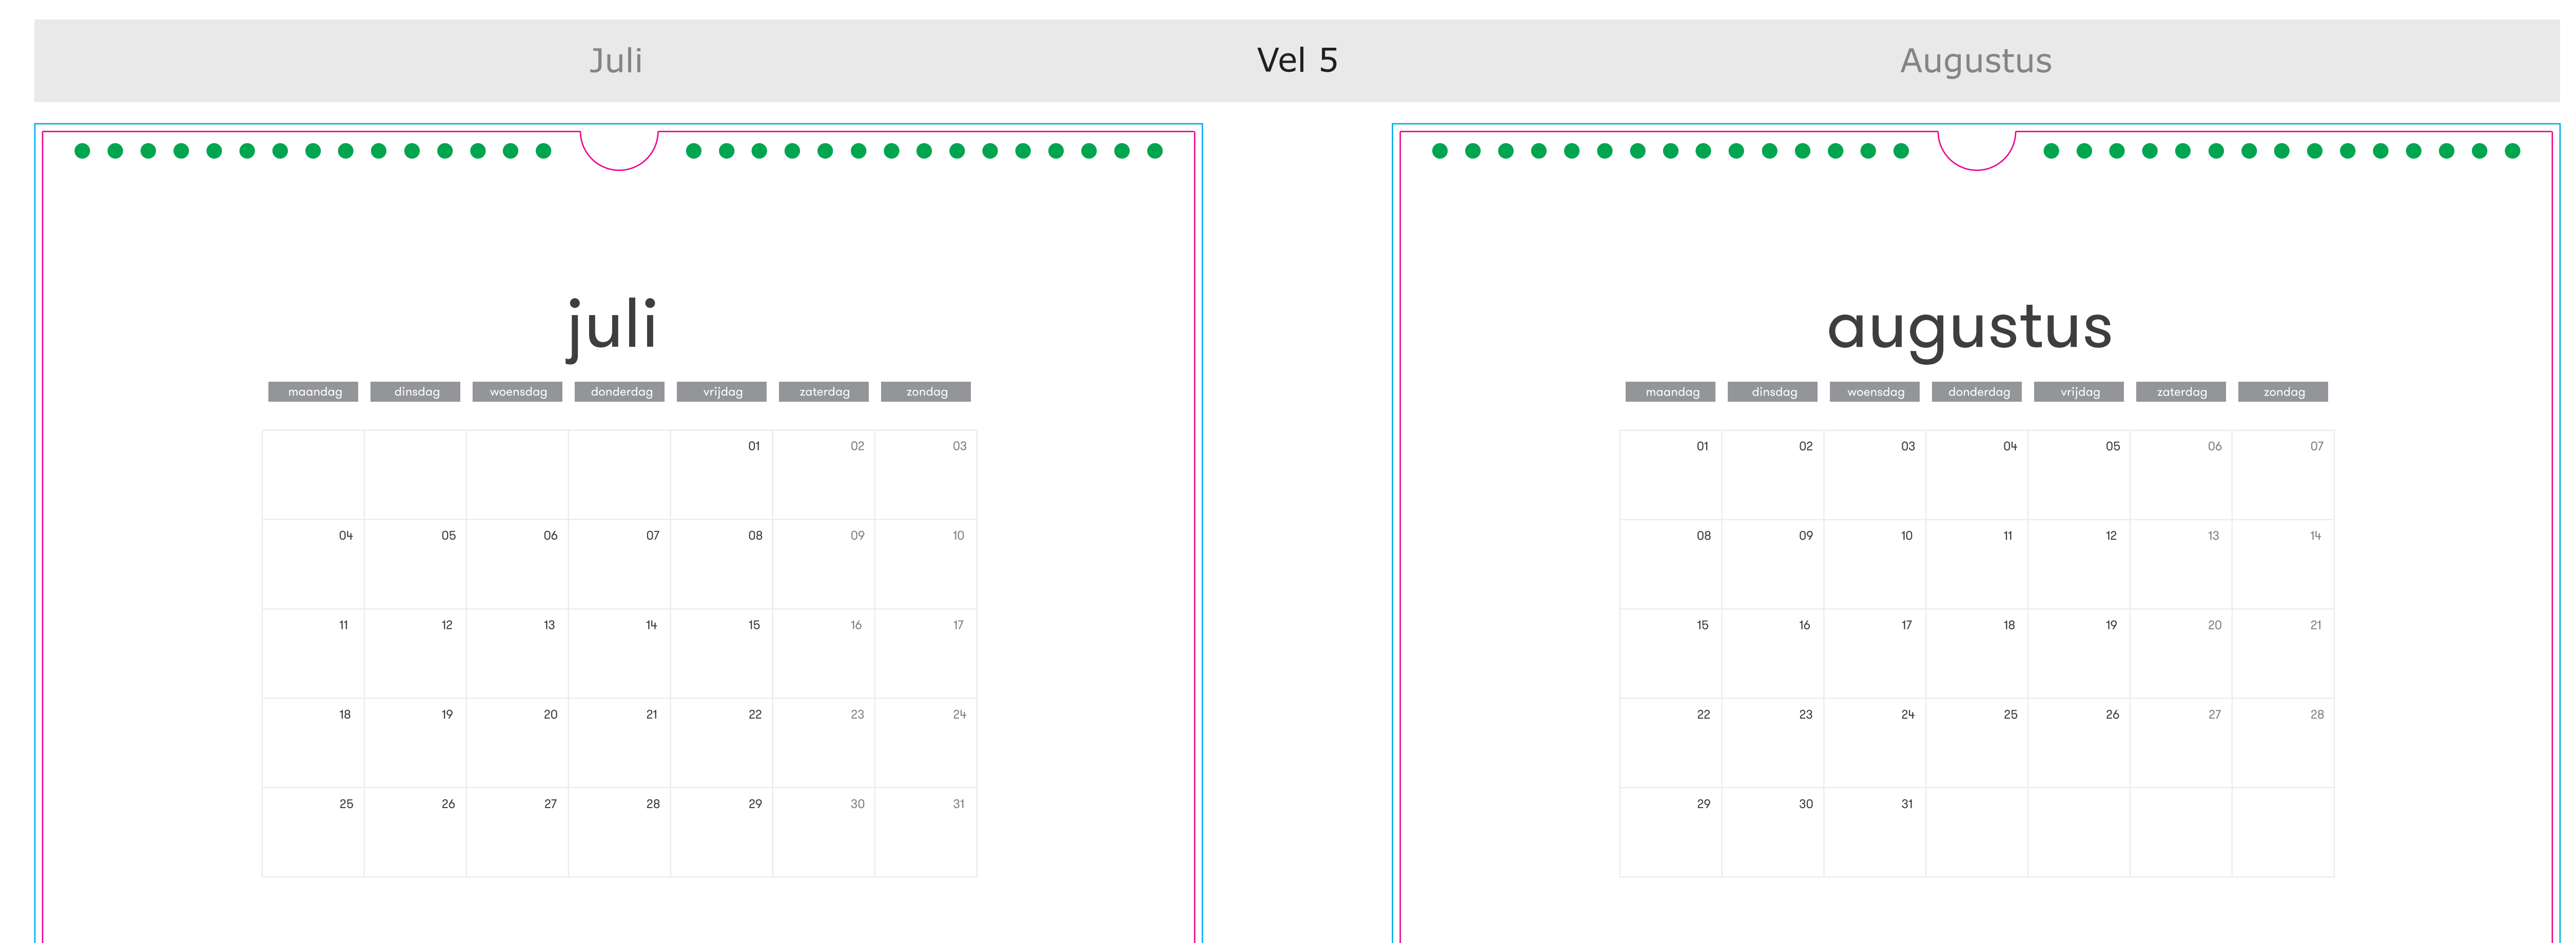 Juli Vel 5 Augustus
juli
maandag dinsdag woensdag donderdag vrijdag zaterdag zondag
01 02 03
04 05 06 07 08 09 10
11 12 13 14 15 16 17
18 19 20 21 22 23 24
25 26 27 28 29 30 31
augustus
maandag dinsdag woensdag donderdag vrijdag zaterdag zondag
01 02 03 04 05 06 07
08 09 10 11 12 13 14
15 16 17 18 19 20 21
22 23 24 25 26 27 28
29 30 31